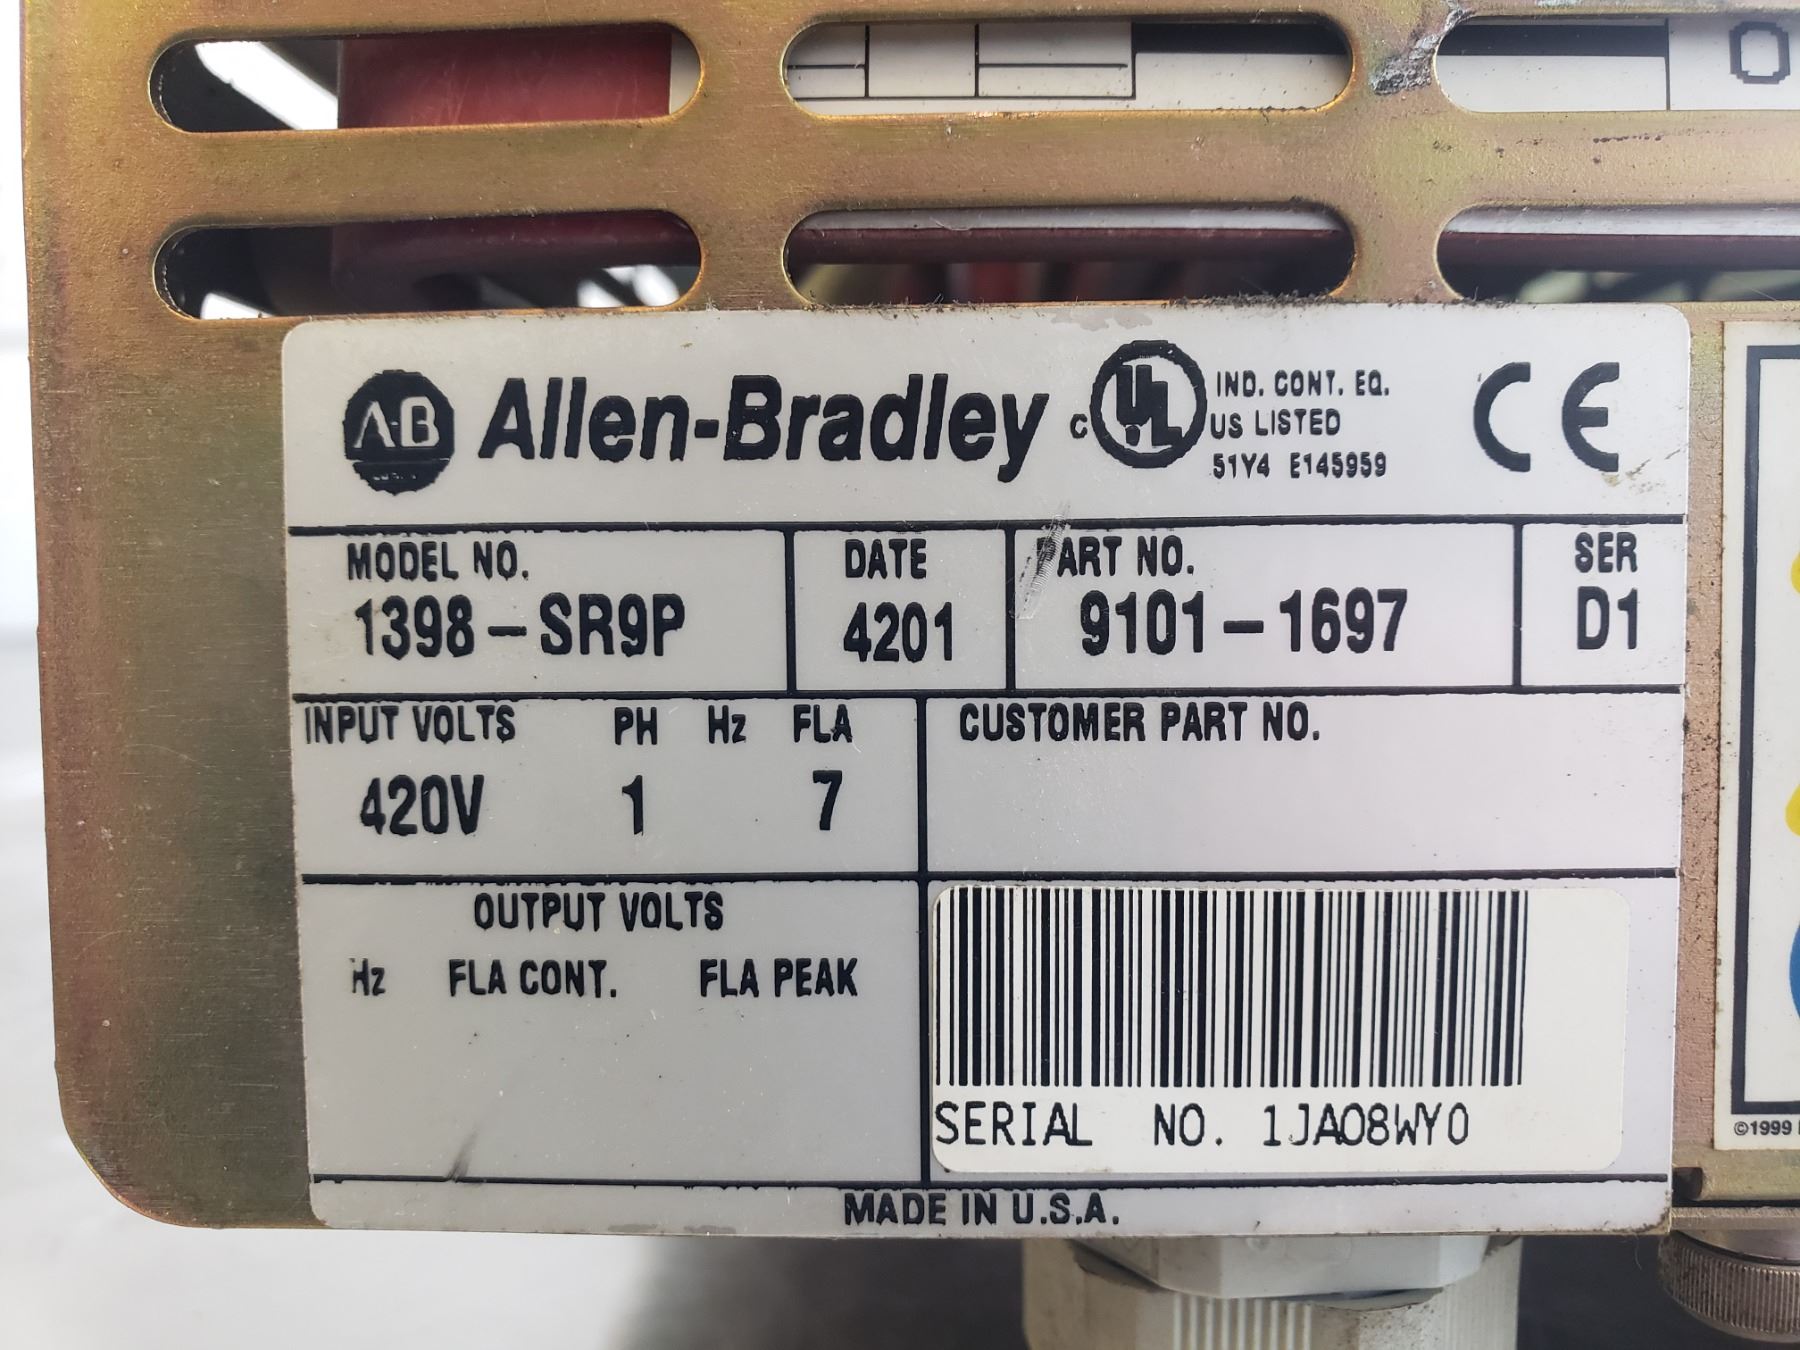 O
A-B Allen-Bradley
C UL US LISTED
IND. CONT. EQ.
51Y4 E145959
CE
MODEL NO. DATE PART NO. SER
1398-SR9P 4201 9101-1697 D1
INPUT VOLTS PH Hz FLA CUSTOMER PART NO.
420V 1 7
OUTPUT VOLTS
Hz FLA CONT. FLA PEAK
SERIAL NO. 1JA08WY0
©1999
MADE IN U.S.A.